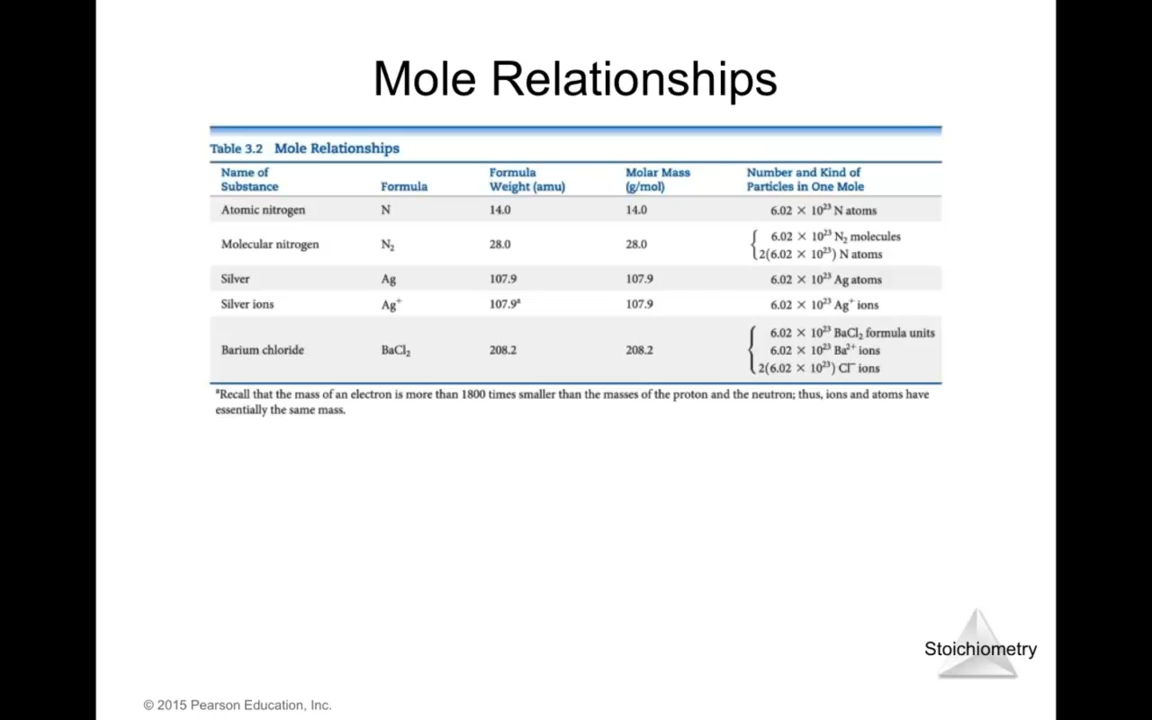 Mole Relationships
Table 3.2 Mole Relationships
Name of Substance Formula Formula Weight (amu) Molar Mass (g/mol) Number and Kind of Particles in One Mole
Atomic nitrogen N 14.0 14.0 6.02 × 10²³ N atoms
Molecular nitrogen N₂ 28.0 28.0 6.02 × 10²³ N₂ molecules
2(6.02 × 10²³) N atoms
Silver Ag 107.9 107.9 6.02 × 10²³ Ag atoms
Silver ions Ag⁺ 107.9ᵃ 107.9 6.02 × 10²³ Ag⁺ ions
Barium chloride BaCl₂ 208.2 208.2 6.02 × 10²³ BaCl₂ formula units
6.02 × 10²³ Ba²⁺ ions
2(6.02 × 10²³) Cl⁻ ions
ᵃRecall that the mass of an electron is more than 1800 times smaller than the masses of the proton and the neutron; thus, ions and atoms have
essentially the same mass.
Stoichiometry
© 2015 Pearson Education, Inc.